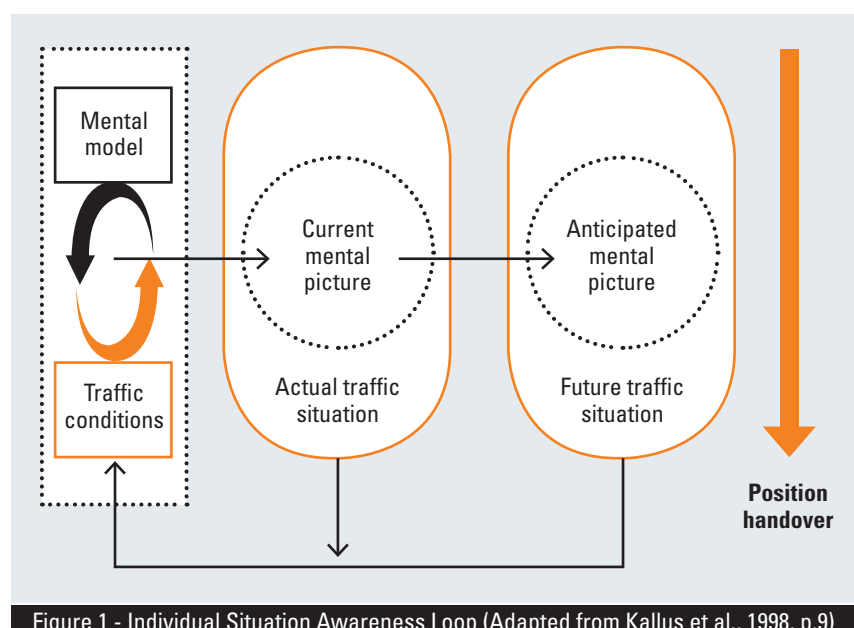 Mental
model
Traffic
conditions
Current
mental
picture
Actual traffic
situation
Anticipated
mental
picture
Future traffic
situation
Position
handover
Figure 1 - Individual Situation Awareness Loop (Adapted from Kallus et al., 1998, p.9)